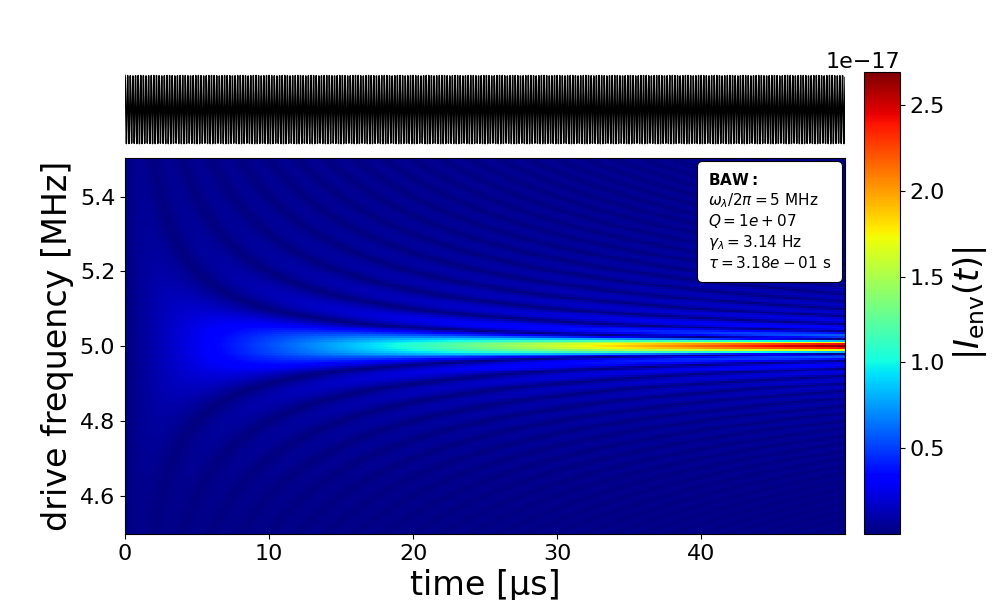 1e−17
5.4
5.2
5.0
4.8
4.6
drive frequency [MHz]
0
10
20
30
40
time [µs]
BAW:
ω_λ/2π = 5 MHz
Q = 1e + 07
γ_λ = 3.14 Hz
τ = 3.18e − 01 s
2.5
2.0
1.5
1.0
0.5
|I_env(t)|